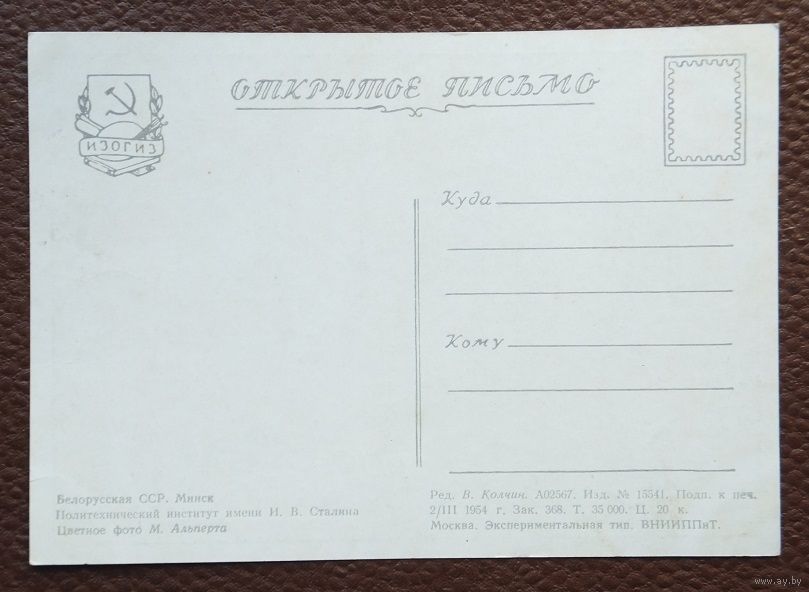 ОТКРЫТОЕ ПИСЬМО
ИЗОГИЗ
Куда
Кому
Белорусская ССР. Минск
Политехнический институт имени И. В. Сталина
Цветное фото М. Альперта
Ред. В. Колчин. А02567. Изд. № 15341. Подп. к печ.
2/III 1954 г. Зак. 368. Т. 35 000. Ц. 20 к.
Москва. Экспериментальная тип. ВНИИППиТ.
www.ay.by